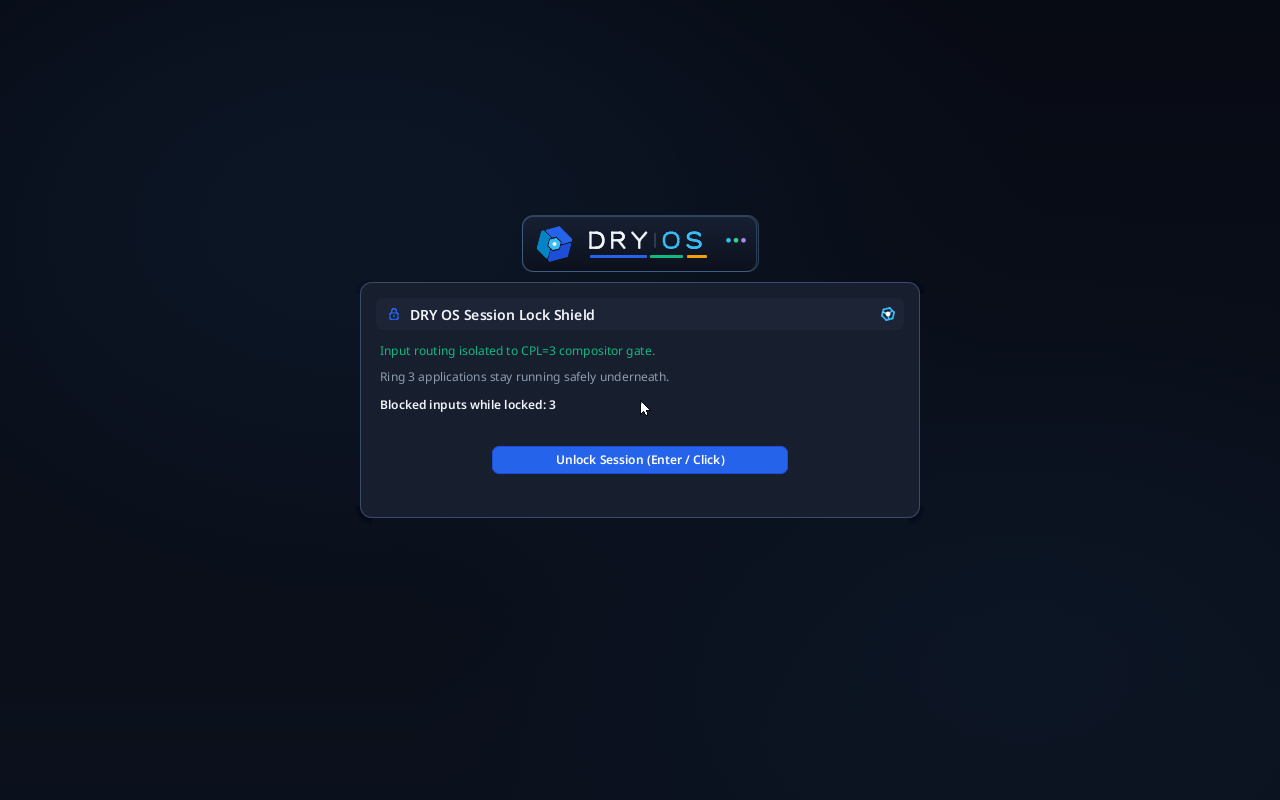 DRY OS
DRY OS Session Lock Shield
Input routing isolated to CPL=3 compositor gate.
Ring 3 applications stay running safely underneath.
Blocked inputs while locked: 3
Unlock Session (Enter / Click)